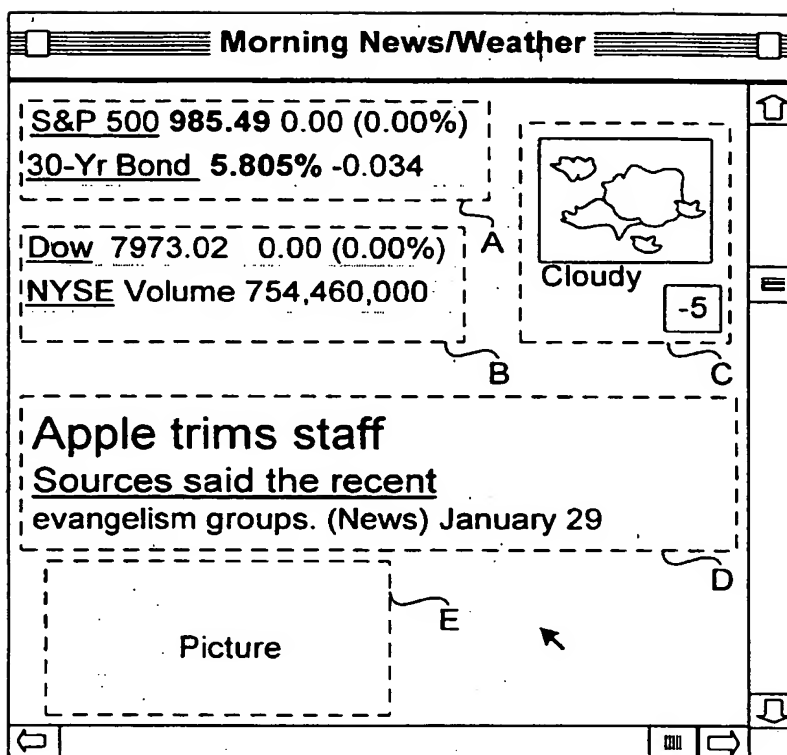 Morning News/Weather
S&P 500 985.49 0.00 (0.00%)
30-Yr Bond 5.805% -0.034
A
Dow 7973.02 0.00 (0.00%)
NYSE Volume 754,460,000
B
Cloudy
-5
C
Apple trims staff
Sources said the recent
evangelism groups. (News) January 29
D
Picture
E